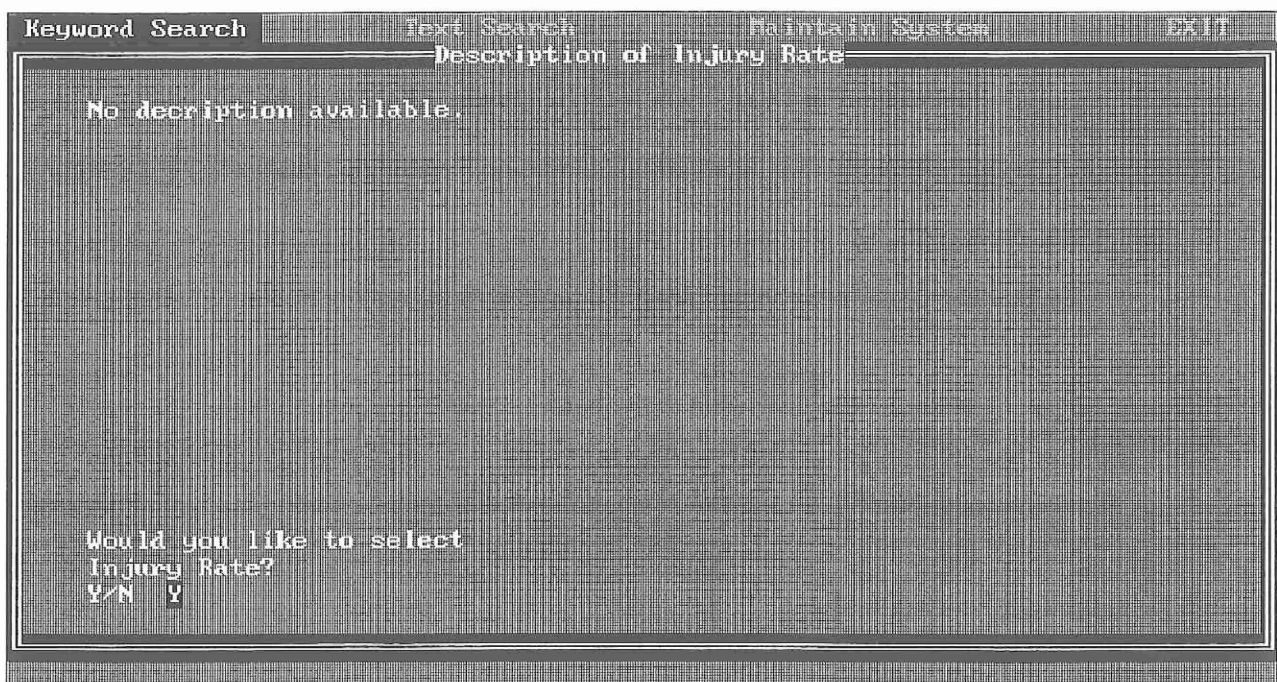 Keyword Search Text Search Maintain System EXIT
Description of Injury Rate
No decription available.
Would you like to select
Injury Rate?
Y/N Y